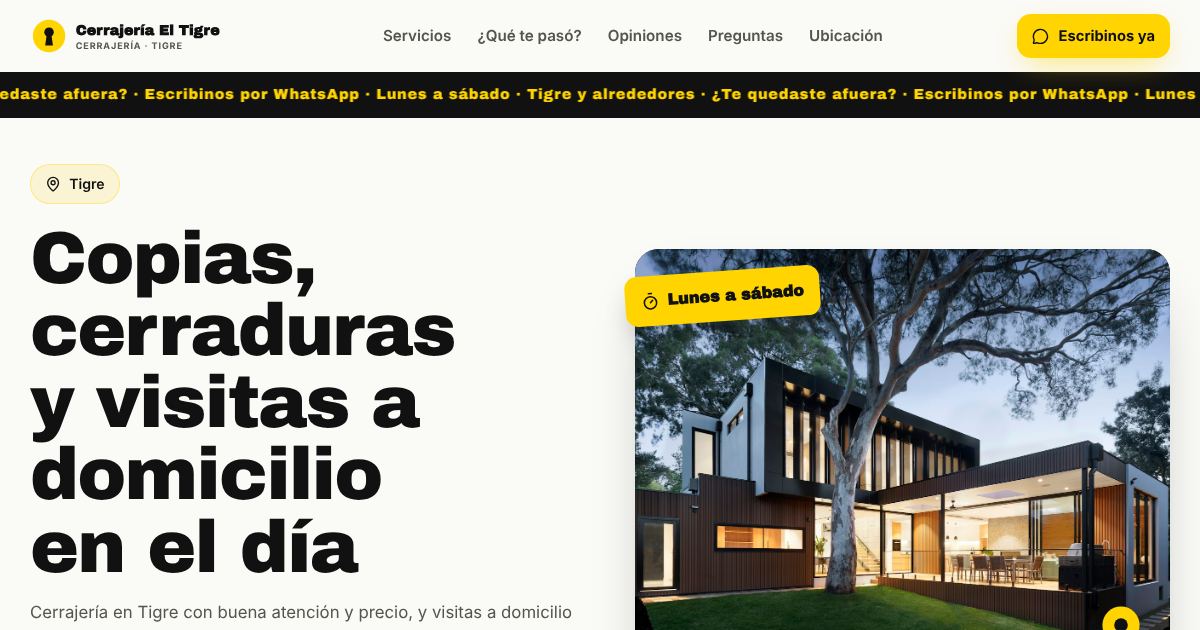 Cerrajería El Tigre
CERRAJERÍA · TIGRE
Servicios
¿Qué te pasó?
Opiniones
Preguntas
Ubicación
Escribinos ya
edaste afuera? · Escribinos por WhatsApp · Lunes a sábado · Tigre y alrededores · ¿Te quedaste afuera? · Escribinos por WhatsApp · Lunes
Tigre
Copias,
cerraduras
y visitas a
domicilio
en el día
Cerrajería en Tigre con buena atención y precio, y visitas a domicilio
Lunes a sábado